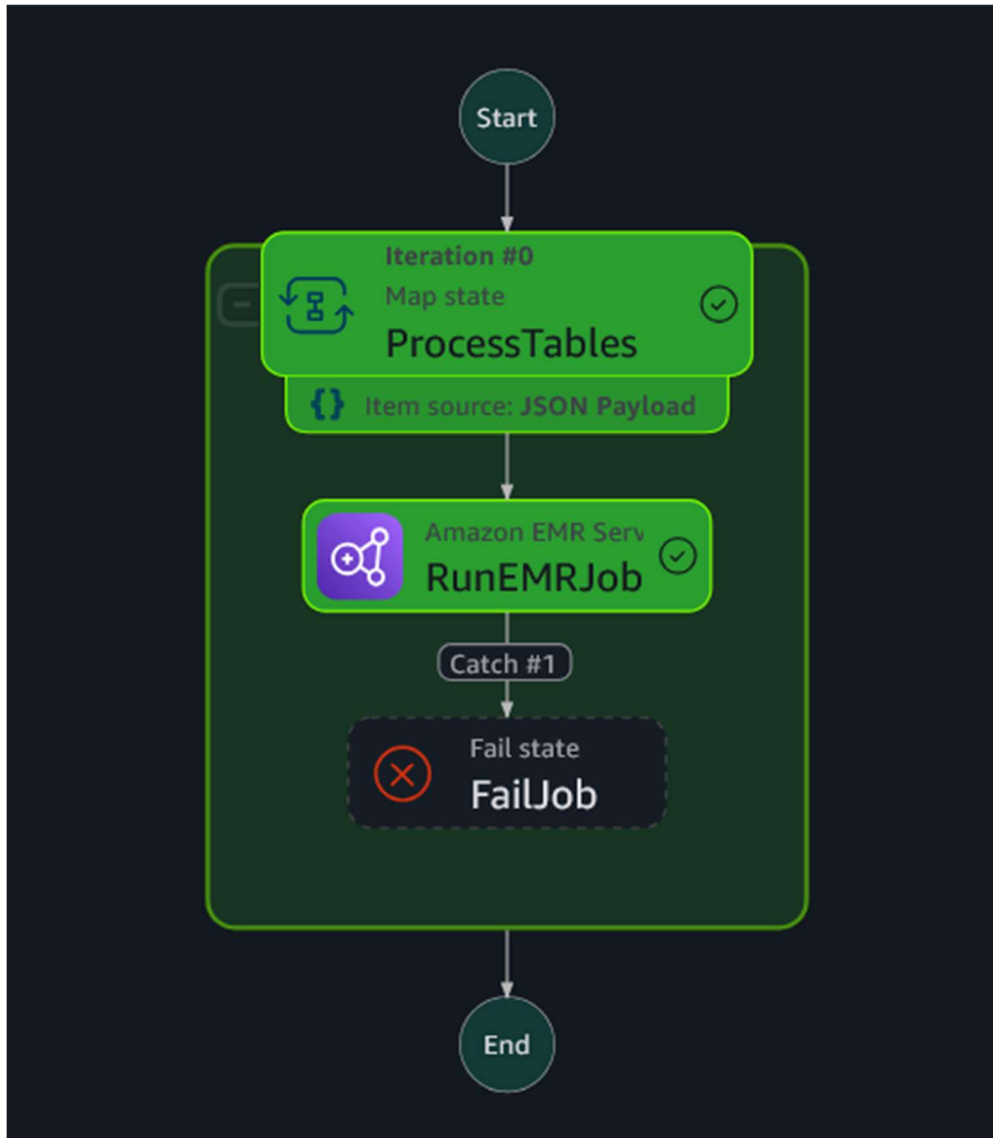 Start
Iteration #0
Map state
ProcessTables
{} Item source: JSON Payload
Amazon EMR Serv
RunEMRJob
Catch #1
Fail state
FailJob
End